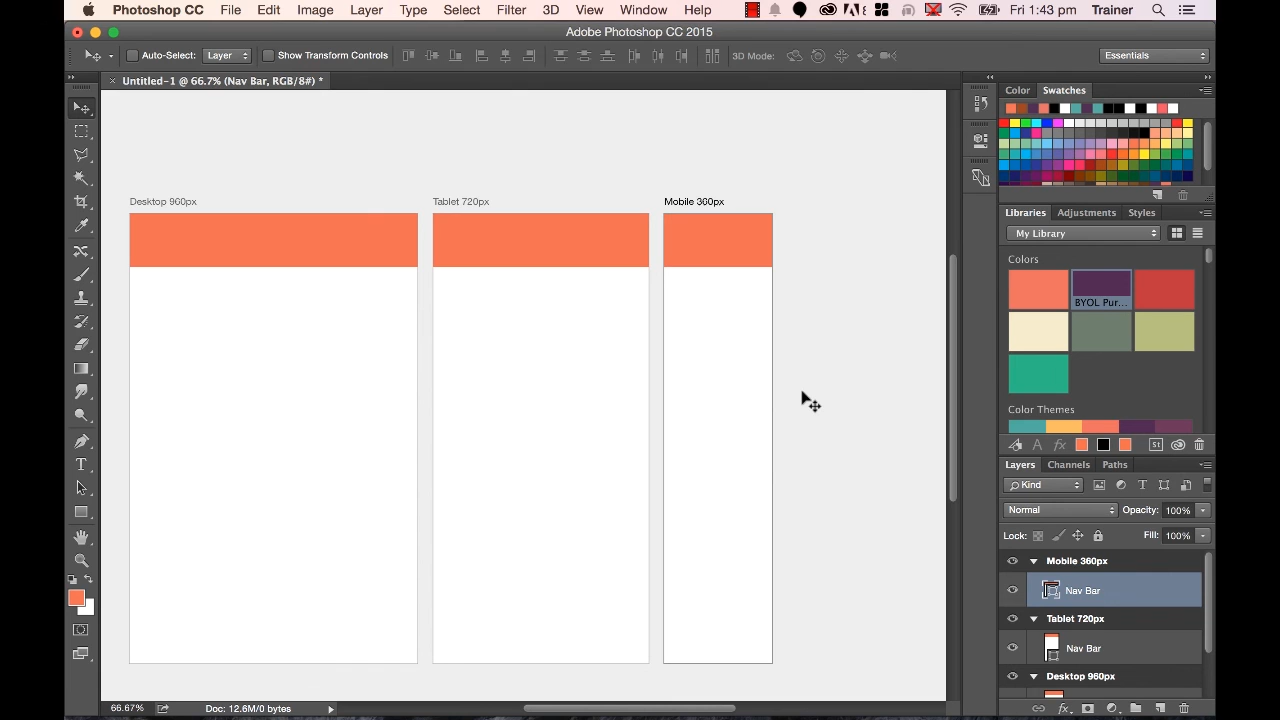 Photoshop CC File Edit Image Layer Type Select Filter 3D View Window Help Fri 1:43 pm Trainer
Adobe Photoshop CC 2015
Auto-Select: Layer Show Transform Controls 3D Mode: Essentials
Untitled-1 @ 66.7% (Nav Bar, RGB/8#) *
Color Swatches
Desktop 960px Tablet 720px Mobile 360px
Libraries Adjustments Styles
My Library
Colors
BYOL Pur...
Color Themes
St
Layers Channels Paths
Kind
Normal Opacity: 100%
Lock: Fill: 100%
Mobile 360px
Nav Bar
Tablet 720px
Nav Bar
Desktop 960px
66.67% Doc: 12.6M/0 bytes